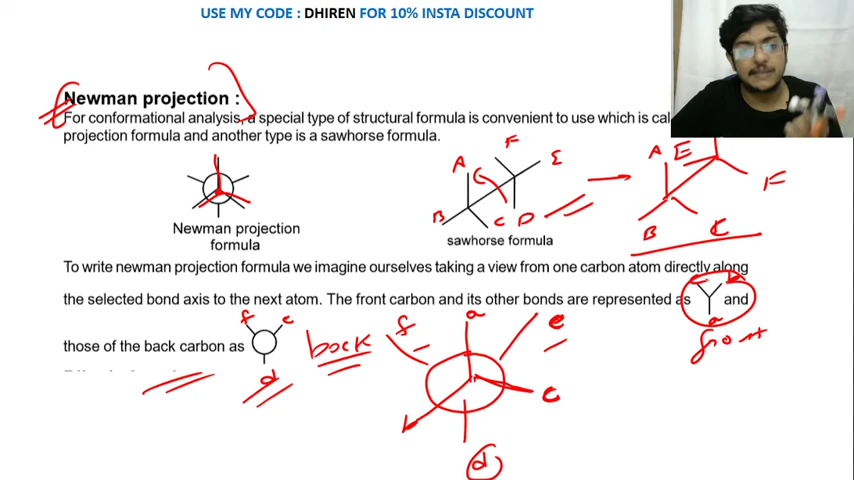 USE MY CODE : DHIREN FOR 10% INSTA DISCOUNT
Newman projection :
For conformational analysis, a special type of structural formula is convenient to use which is cal
projection formula and another type is a sawhorse formula.
A F E
B C D
A E F
B C
Newman projection
formula
sawhorse formula
To write newman projection formula we imagine ourselves taking a view from one carbon atom directly along
the selected bond axis to the next atom. The front carbon and its other bonds are represented as
c b
a
and
front
those of the back carbon as
f e
d
back
f a e
b c
d